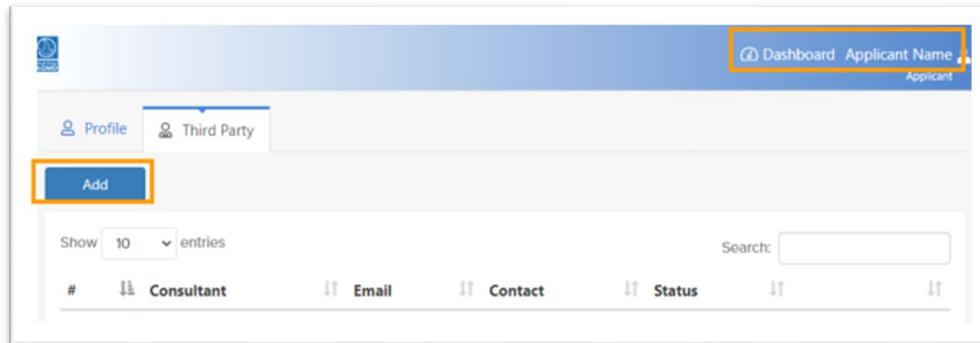 Dashboard Applicant Name
Applicant
Profile Third Party
Add
Show 10 entries Search:
# Consultant Email Contact Status